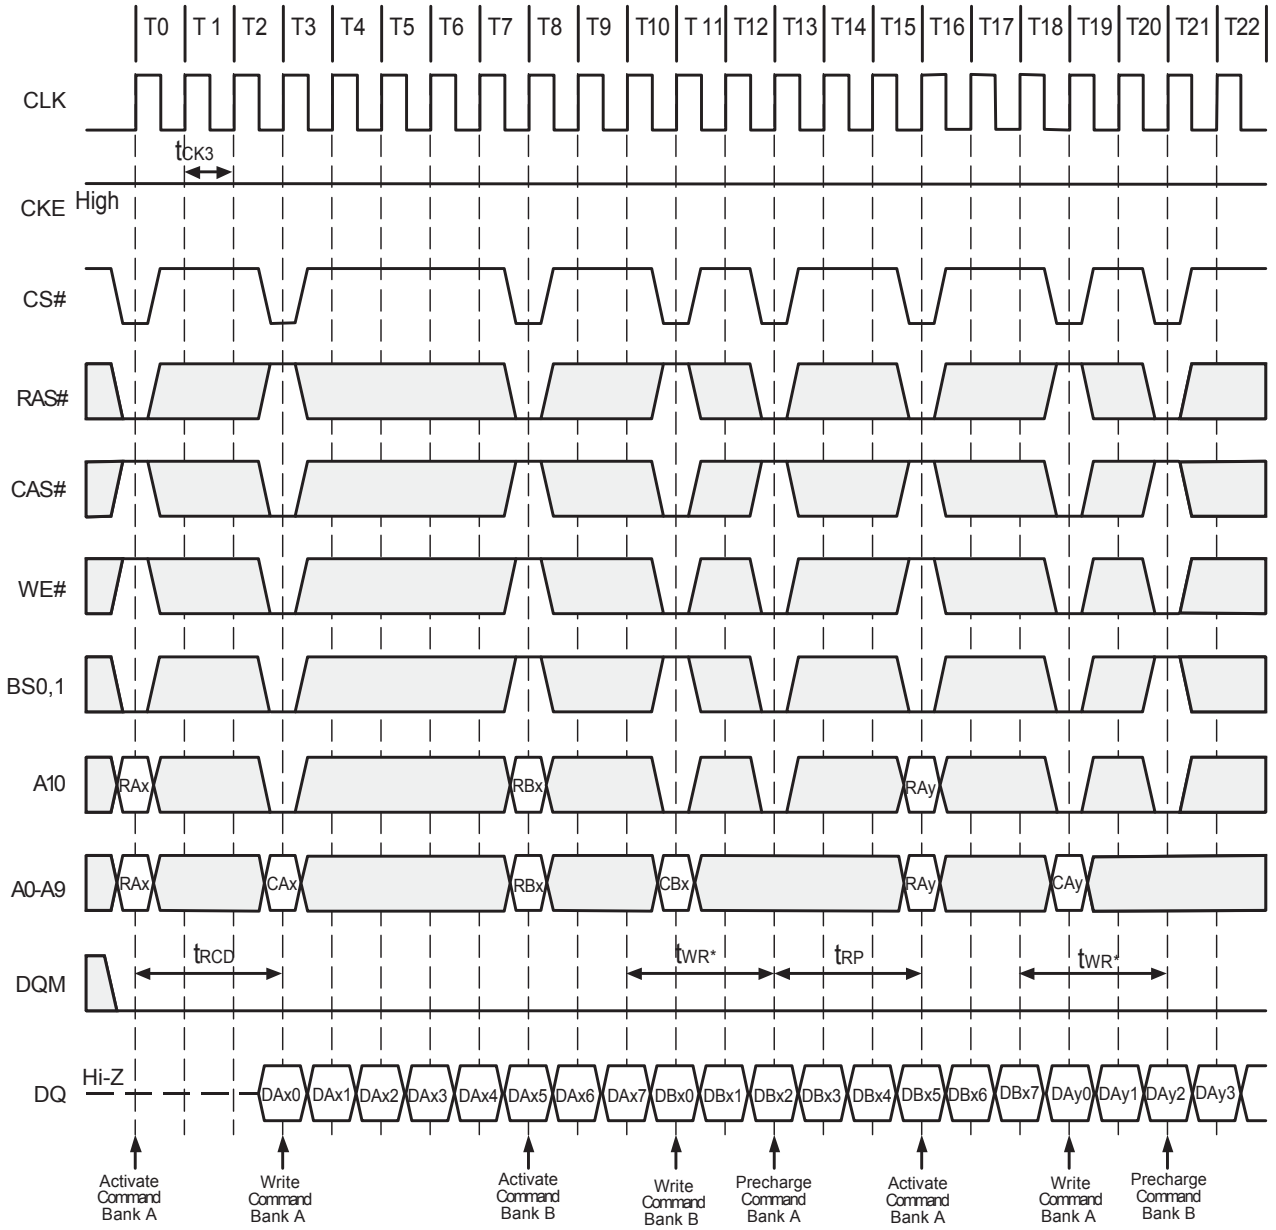 T0 T 1 T2 T3 T4 T5 T6 T7 T8 T9 T10 T 11 T12 T13 T14 T15 T16 T17 T18 T19 T20 T21 T22
CLK
tCK3
CKE High
CS#
RAS#
CAS#
WE#
BS0,1
A10 RAx RBx RAy
A0-A9 RAx CAx RBx CBx RAy CAy
tRCD tWR* tRP tWR*
DQM
Hi-Z
DQ DAx0 DAx1 DAx2 DAx3 DAx4 DAx5 DAx6 DAx7 DBx0 DBx1 DBx2 DBx3 DBx4 DBx5 DBx6 DBx7 DAy0 DAy1 DAy2 DAy3
Activate
Command
Bank A
Write
Command
Bank A
Activate
Command
Bank B
Write
Command
Bank B
Precharge
Command
Bank A
Activate
Command
Bank A
Write
Command
Bank A
Precharge
Command
Bank B